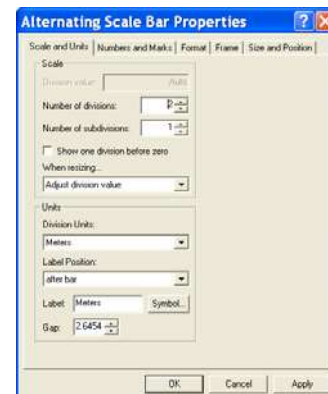 Alternating Scale Bar Properties
Scale and Units Numbers and Marks Format Frame Size and Position
Scale
Division value: Auto
Number of divisions: 2
Number of subdivisions: 1
Show one division before zero
When resizing...
Adjust division value
Units
Division Units:
Meters
Label Position:
after bar
Label: Meters Symbol...
Gap: 2.6454
OK Cancel Apply